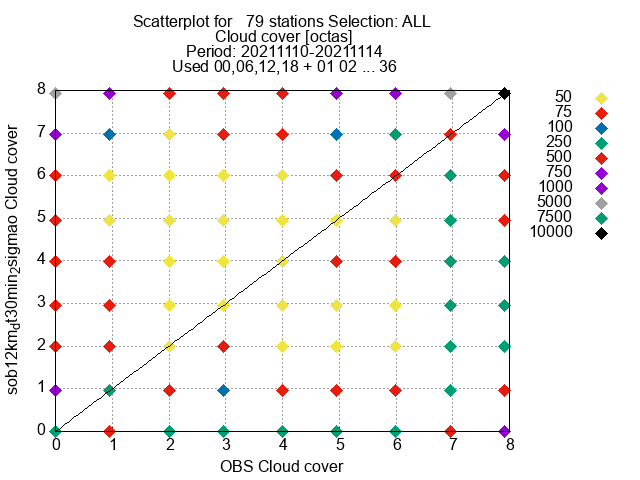 Scatterplot for 79 stations Selection: ALL
Cloud cover [octas]
Period: 20211110-20211114
Used 00,06,12,18 + 01 02 ... 36
8
7
6
5
4
3
2
1
0
sob12km_dt30min_2sigmao Cloud cover
0 1 2 3 4 5 6 7 8
OBS Cloud cover
50
75
100
250
500
750
1000
5000
7500
10000